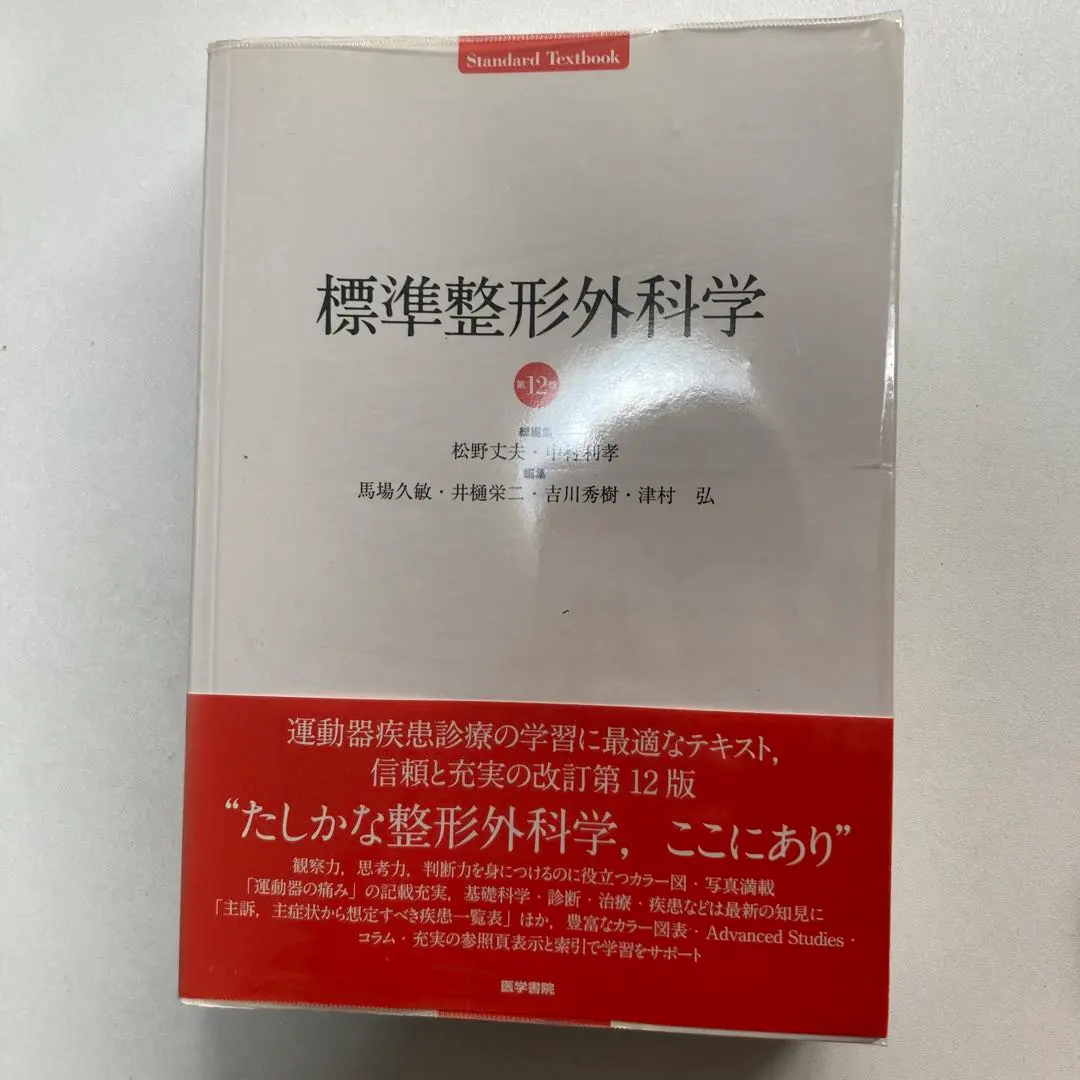 Standard Textbook
標準整形外科学
第12版
総編集
松野丈夫・中村利孝
編集
馬場久敏・井樋栄二・吉川秀樹・津村 弘
運動器疾患診療の学習に最適なテキスト，
信頼と充実の改訂第12版
“たしかな整形外科学，ここにあり”
観察力，思考力，判断力を身につけるのに役立つカラー図・写真満載
「運動器の痛み」の記載充実，基礎科学・診断・治療・疾患などは最新の知見に
「主訴，主症状から想定すべき疾患一覧表」ほか，豊富なカラー図表・Advanced Studies・
コラム・充実の参照頁表示と索引で学習をサポート
医学書院